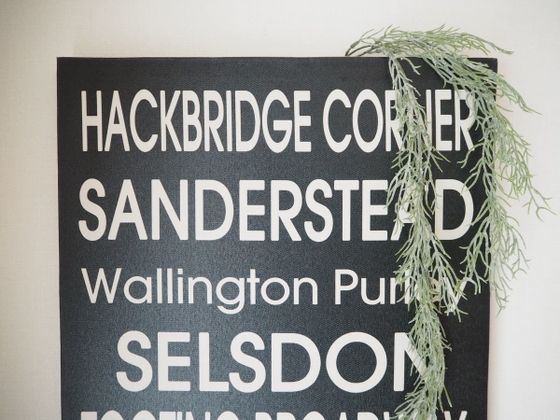 HACKBRIDGE CORNER
SANDERSTEAD
Wallington Purley
SELSDON